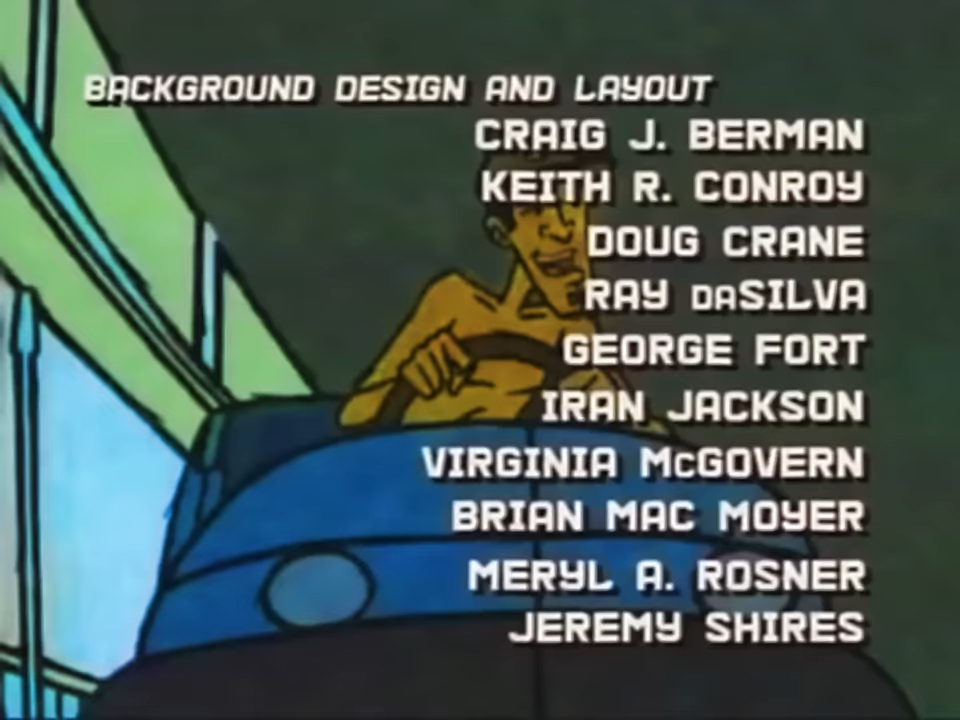 BACKGROUND DESIGN AND LAYOUT
CRAIG J. BERMAN
KEITH R. CONROY
DOUG CRANE
RAY DASILVA
GEORGE FORT
IRAN JACKSON
VIRGINIA McGOVERN
BRIAN MAC MOYER
MERYL A. ROSNER
JEREMY SHIRES